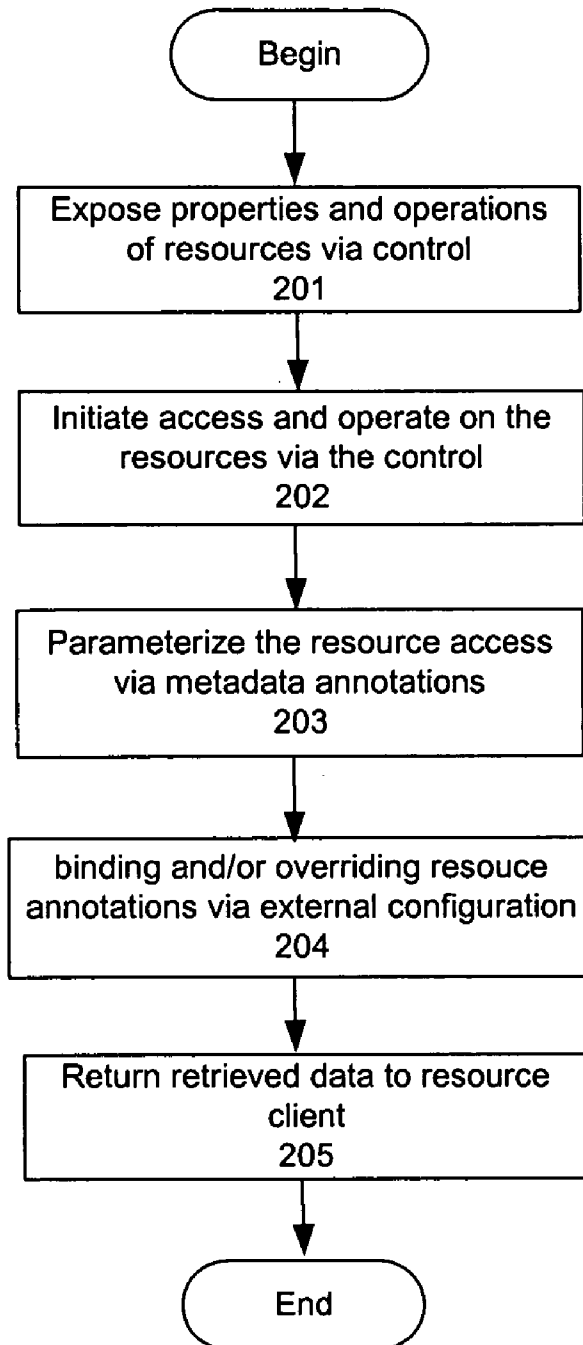 Begin
Expose properties and operations
of resources via control
201
Initiate access and operate on the
resources via the control
202
Parameterize the resource access
via metadata annotations
203
binding and/or overriding resouce
annotations via external configuration
204
Return retrieved data to resource
client
205
End